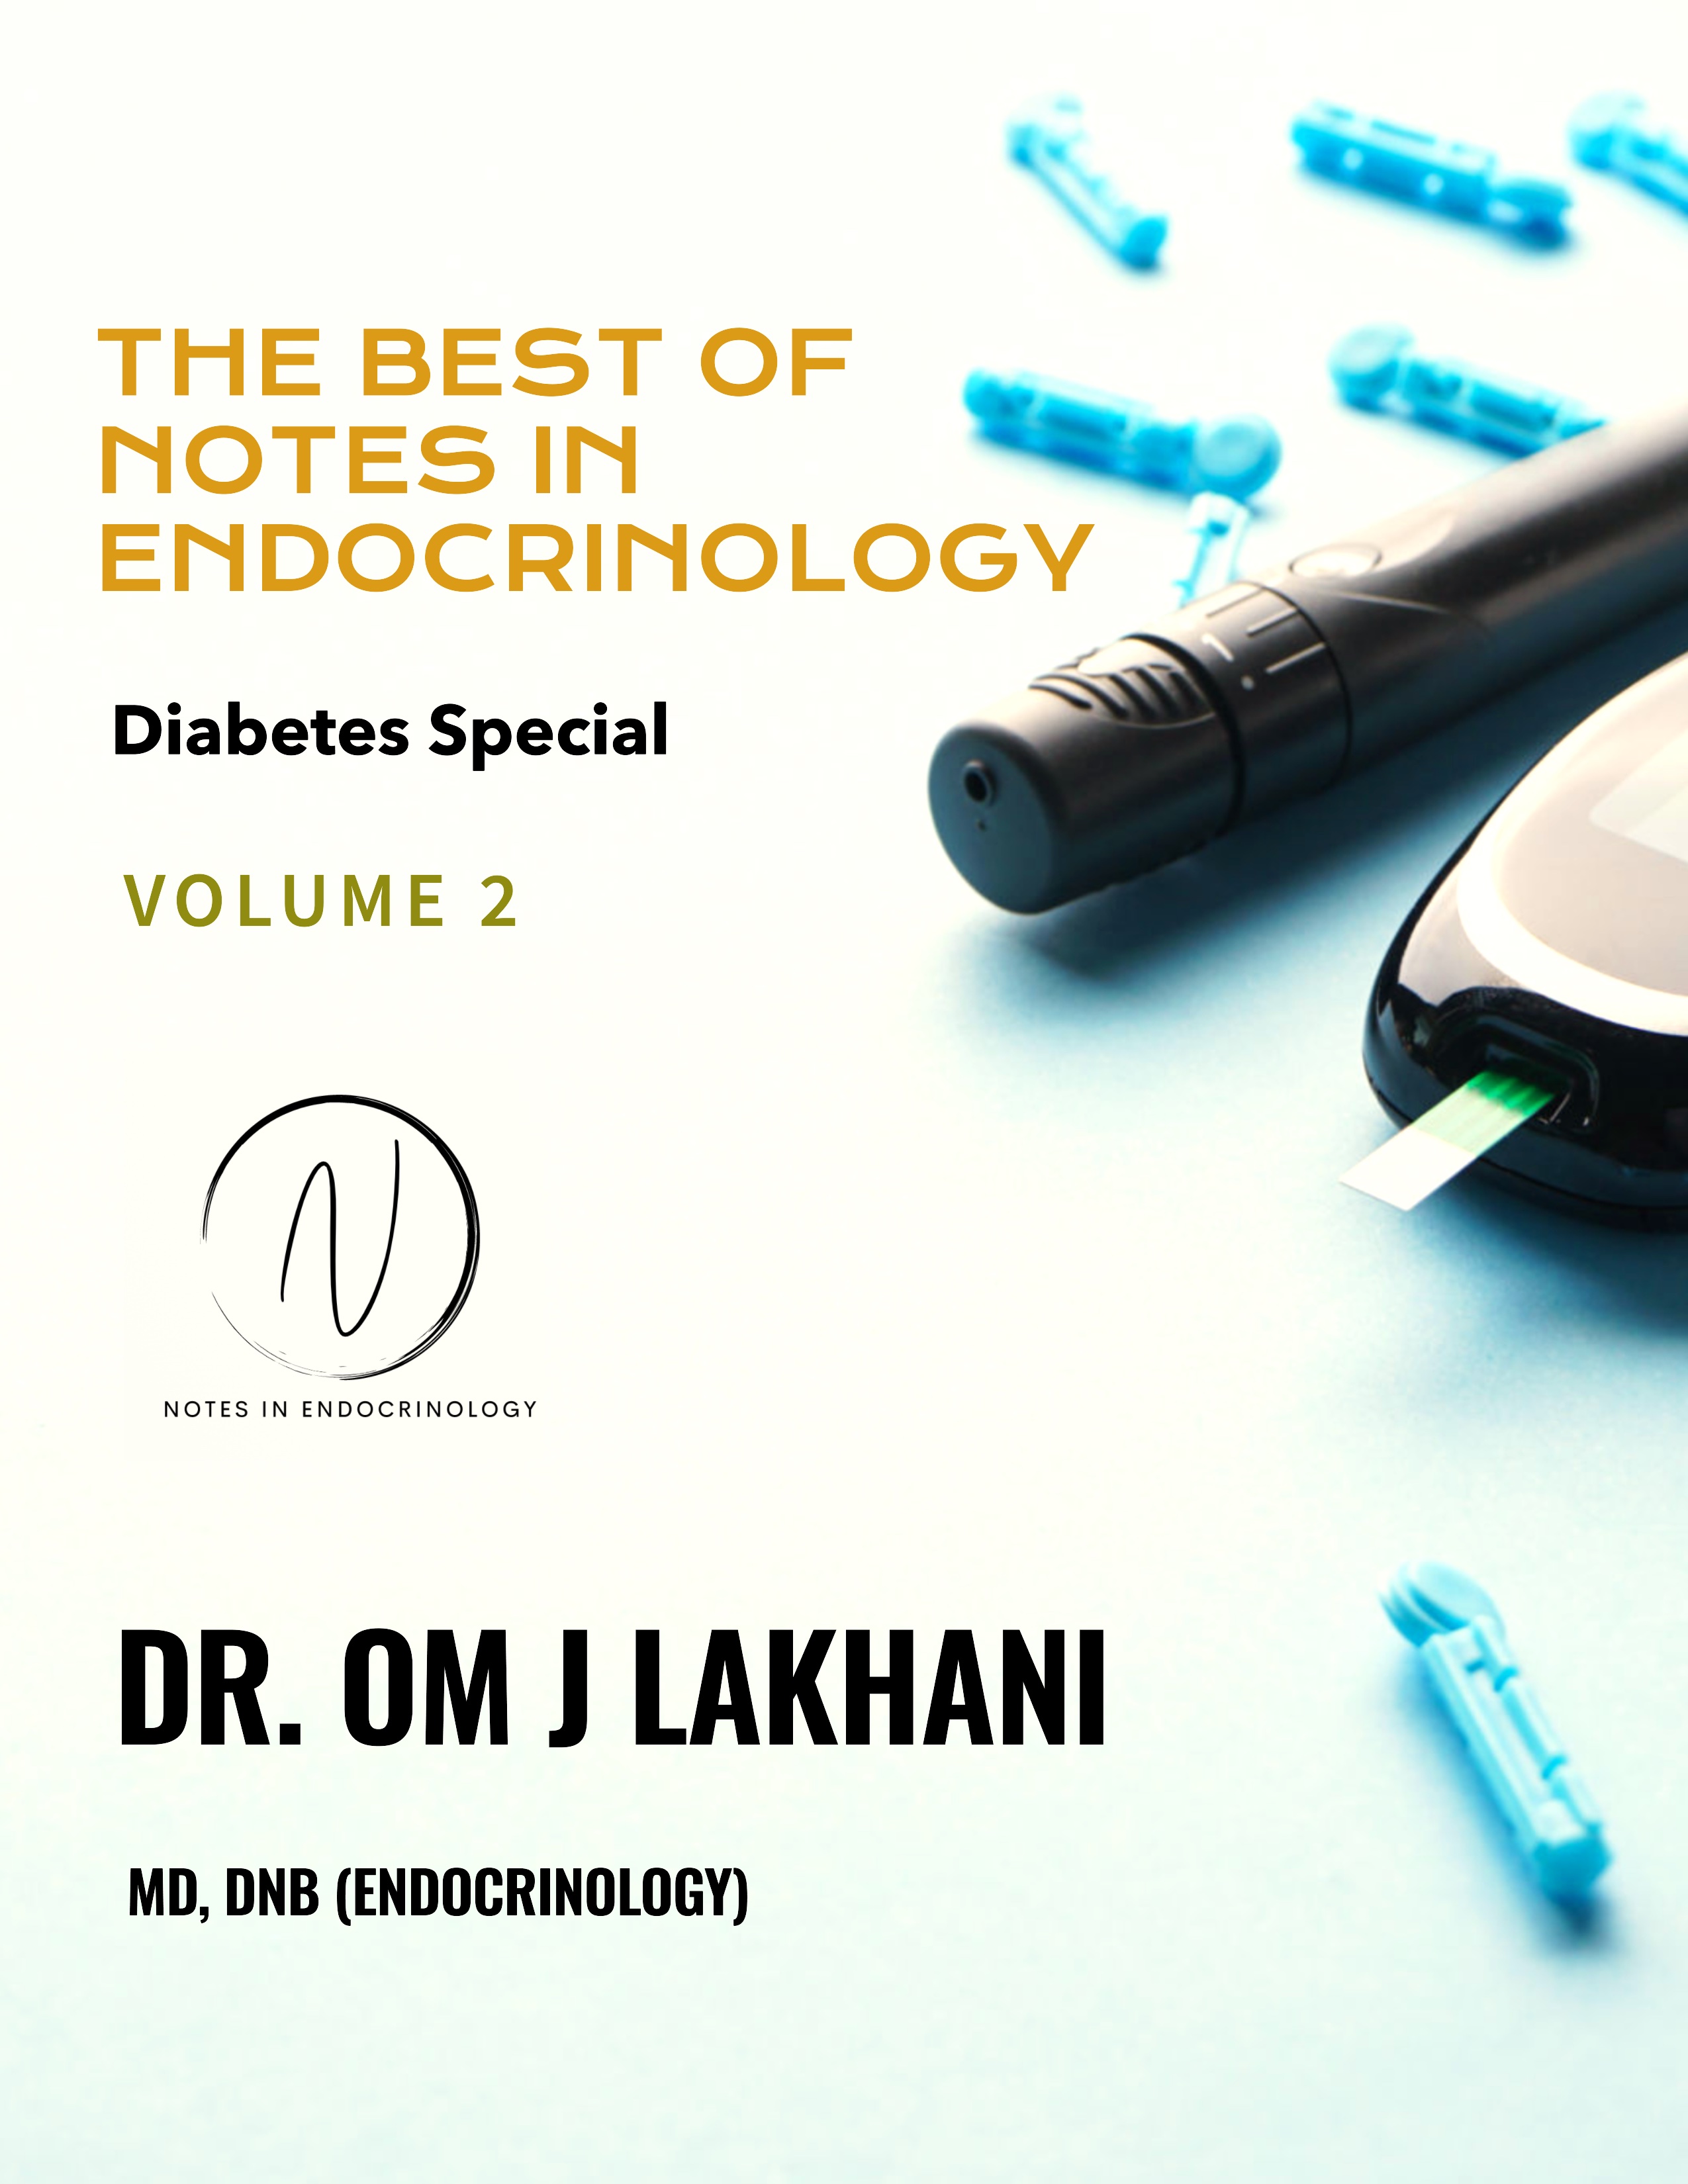 THE BEST OF
NOTES IN
ENDOCRINOLOGY
Diabetes Special
VOLUME 2
N
NOTES IN ENDOCRINOLOGY
DR. OM J LAKHANI
MD, DNB (ENDOCRINOLOGY)